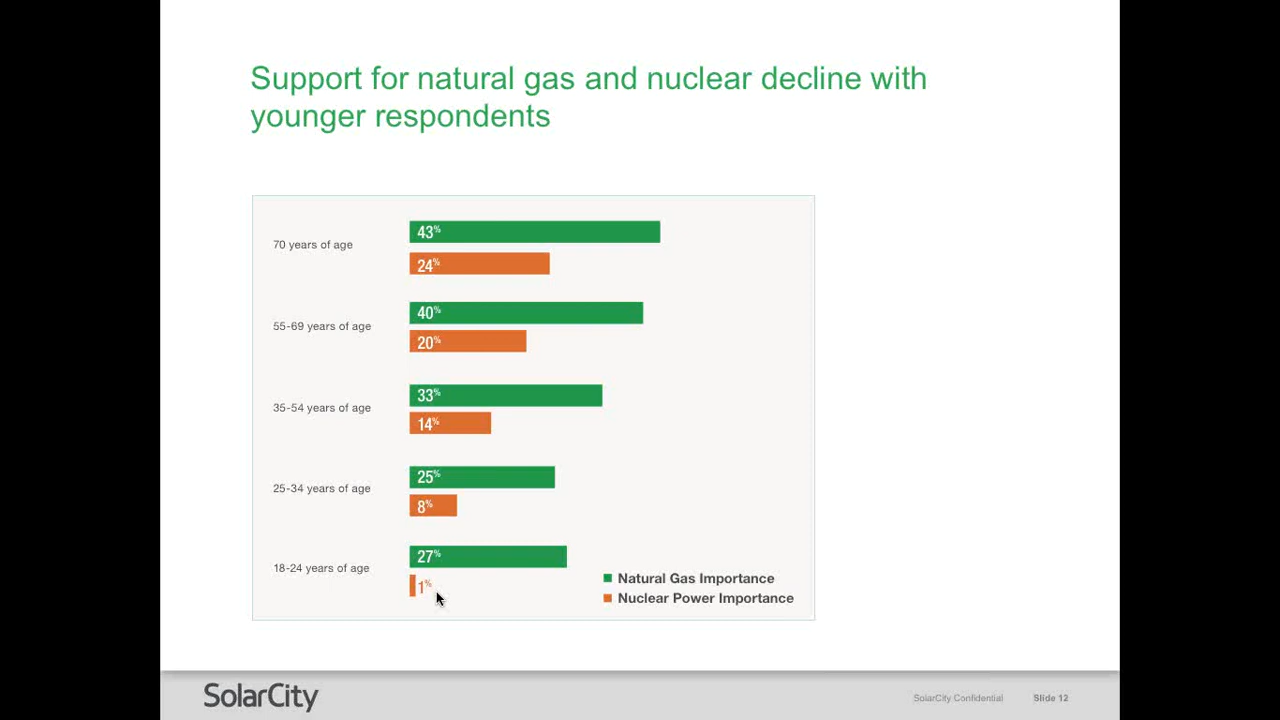 Support for natural gas and nuclear decline with
younger respondents
70 years of age
43%
24%
55-69 years of age
40%
20%
35-54 years of age
33%
14%
25-34 years of age
25%
8%
18-24 years of age
27%
1%
Natural Gas Importance
Nuclear Power Importance
SolarCity
SolarCity Confidential
Slide 12